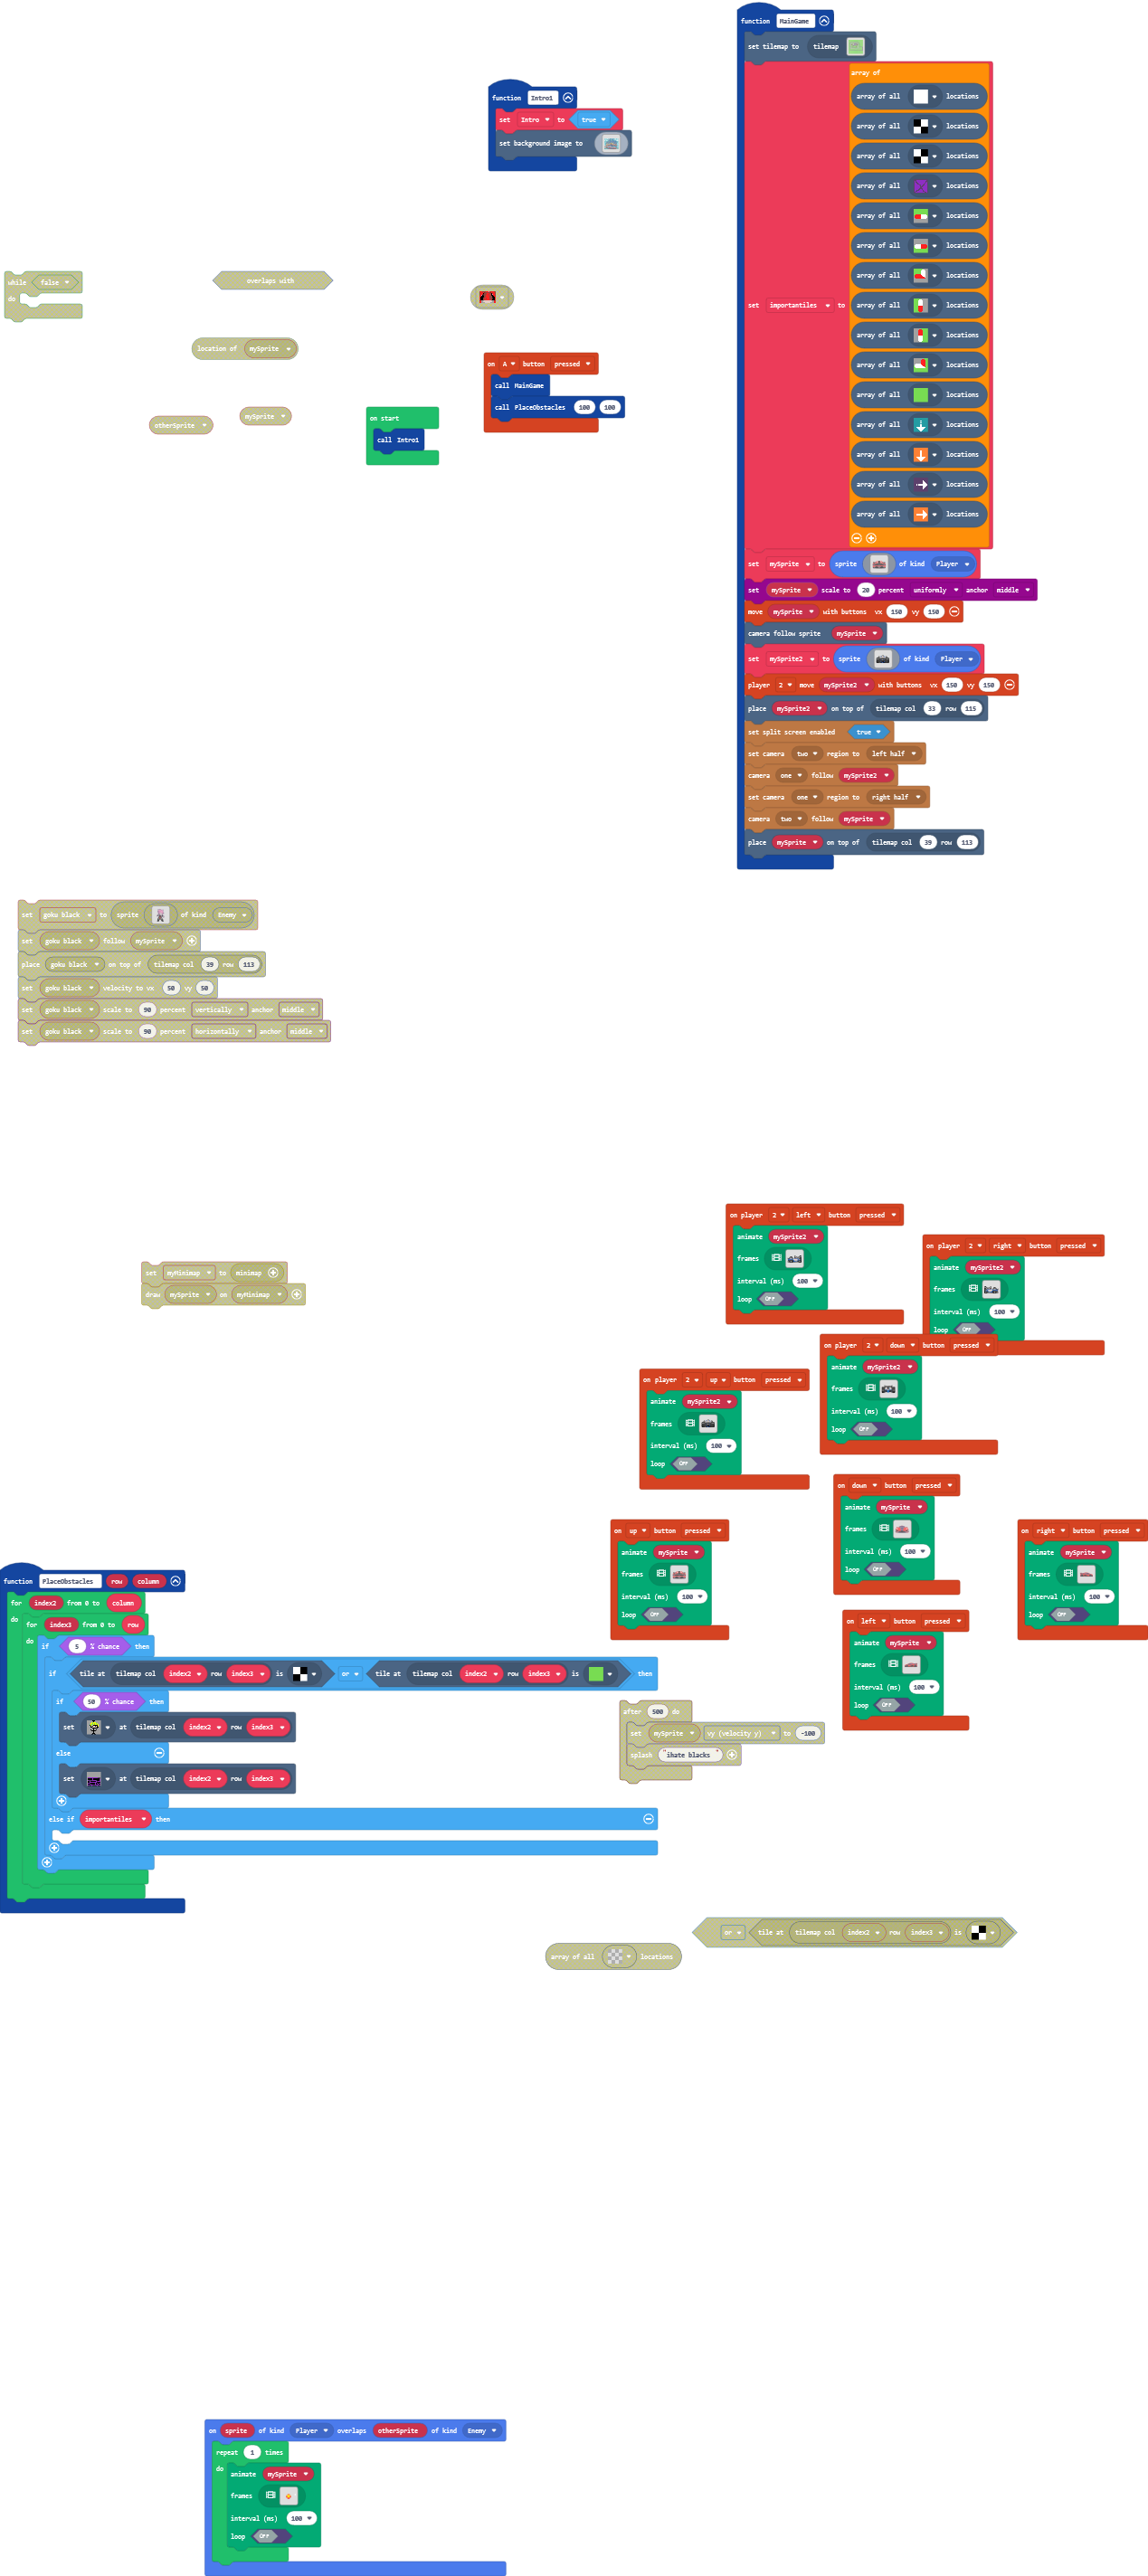 function MainGame
set tilemap to tilemap
array of
array of all locations
array of all locations
array of all locations
array of all locations
array of all locations
array of all locations
array of all locations
set importantiles to array of all locations
array of all locations
array of all locations
array of all locations
array of all locations
array of all locations
array of all locations
array of all locations
set mySprite to sprite of kind Player
set mySprite scale to 20 percent uniformly anchor middle
move mySprite with buttons vx 150 vy 150
camera follow sprite mySprite
set mySprite2 to sprite of kind Player
player 2 move mySprite2 with buttons vx 150 vy 150
place mySprite2 on top of tilemap col 33 row 115
set split screen enabled true
set camera two region to left half
camera one follow mySprite2
set camera one region to right half
camera two follow mySprite
place mySprite on top of tilemap col 39 row 113
function Intro1
set Intro to true
set background image to
while false
do
overlaps with
location of mySprite
otherSprite
mySprite
on A button pressed
call MainGame
call PlaceObstacles 100 100
on start
call Intro1
set goku black to sprite of kind Enemy
set goku black follow mySprite
place goku black on top of tilemap col 39 row 113
set goku black velocity to vx 50 vy 50
set goku black scale to 90 percent vertically anchor middle
set goku black scale to 90 percent horizontally anchor middle
set myMinimap to minimap
draw mySprite on myMinimap
on player 2 left button pressed
animate mySprite2
frames
interval (ms) 100
loop OFF
on player 2 right button pressed
animate mySprite2
frames
interval (ms) 100
loop OFF
on player 2 down button pressed
animate mySprite2
frames
interval (ms) 100
loop OFF
on player 2 up button pressed
animate mySprite2
frames
interval (ms) 100
loop OFF
on down button pressed
animate mySprite
frames
interval (ms) 100
loop OFF
on up button pressed
animate mySprite
frames
interval (ms) 100
loop OFF
on right button pressed
animate mySprite
frames
interval (ms) 100
loop OFF
on left button pressed
animate mySprite
frames
interval (ms) 100
loop OFF
function PlaceObstacles row column
for index2 from 0 to column
do for index3 from 0 to row
do if 5 % chance then
if tile at tilemap col index2 row index3 is or tile at tilemap col index2 row index3 is then
if 50 % chance then
set at tilemap col index2 row index3
else
set at tilemap col index2 row index3
else if importantiles then
after 500 do
set mySprite vy (velocity y) to -100
splash "ihate blacks"
or tile at tilemap col index2 row index3 is
array of all locations
on sprite of kind Player overlaps otherSprite of kind Enemy
repeat 1 times
do animate mySprite
frames
interval (ms) 100
loop OFF